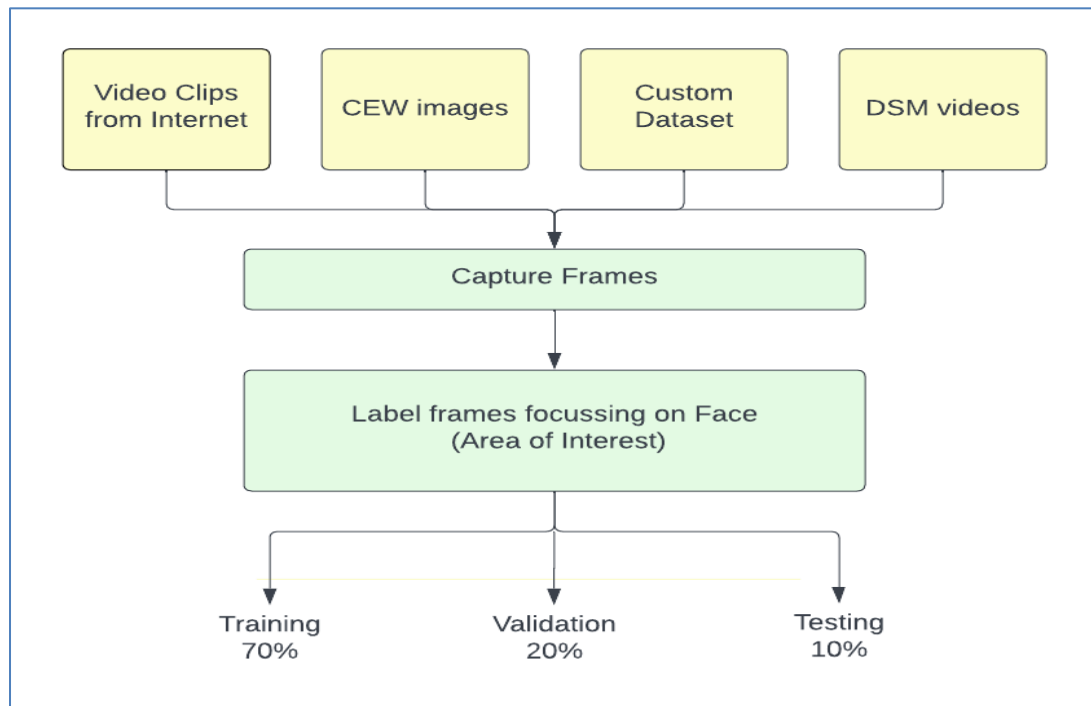 Video Clips
from Internet
CEW images
Custom
Dataset
DSM videos
Capture Frames
Label frames focussing on Face
(Area of Interest)
Training
70%
Validation
20%
Testing
10%